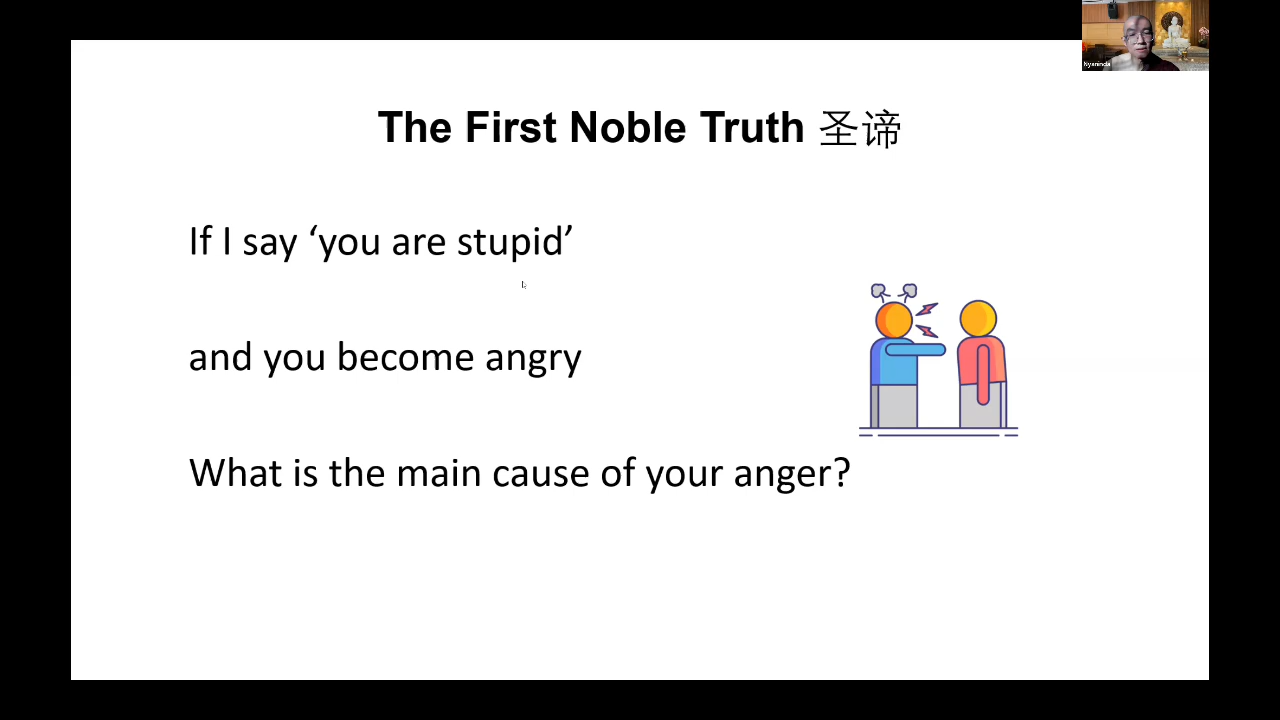 The First Noble Truth 圣谛
If I say ‘you are stupid’
and you become angry
What is the main cause of your anger?
Nyaninda